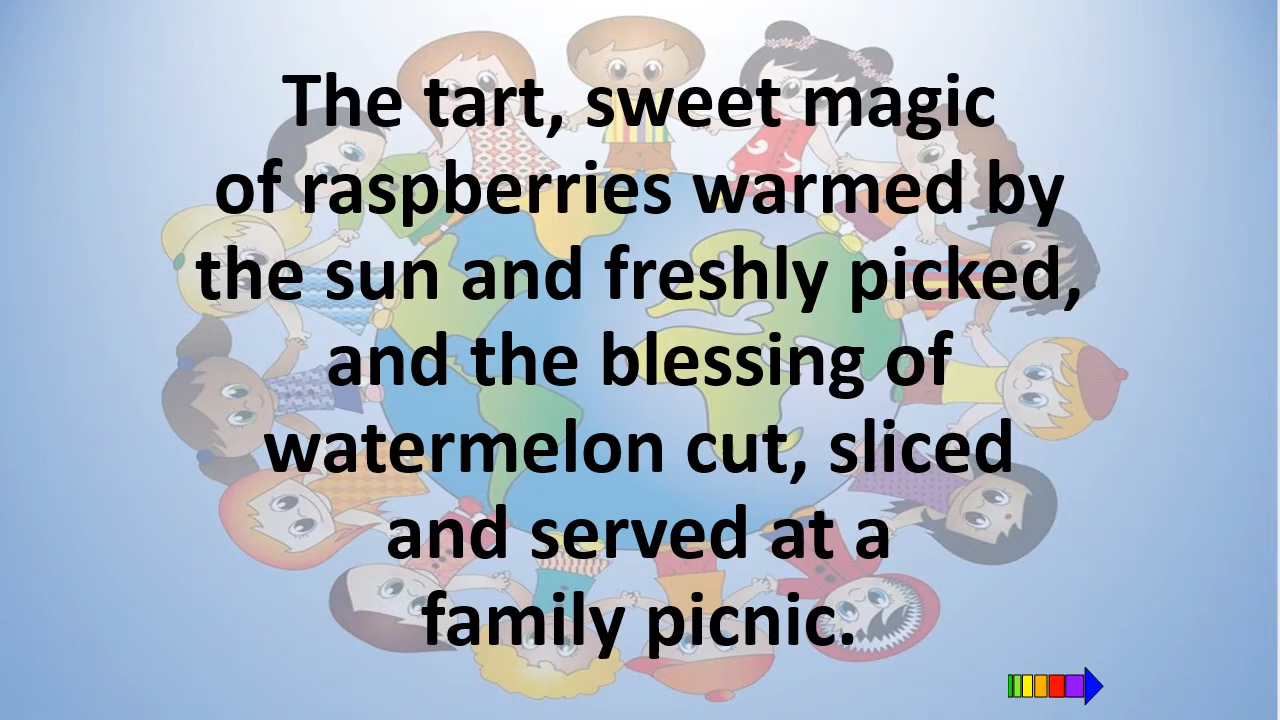 The tart, sweet magic
of raspberries warmed by
the sun and freshly picked,
and the blessing of
watermelon cut, sliced
and served at a
family picnic.